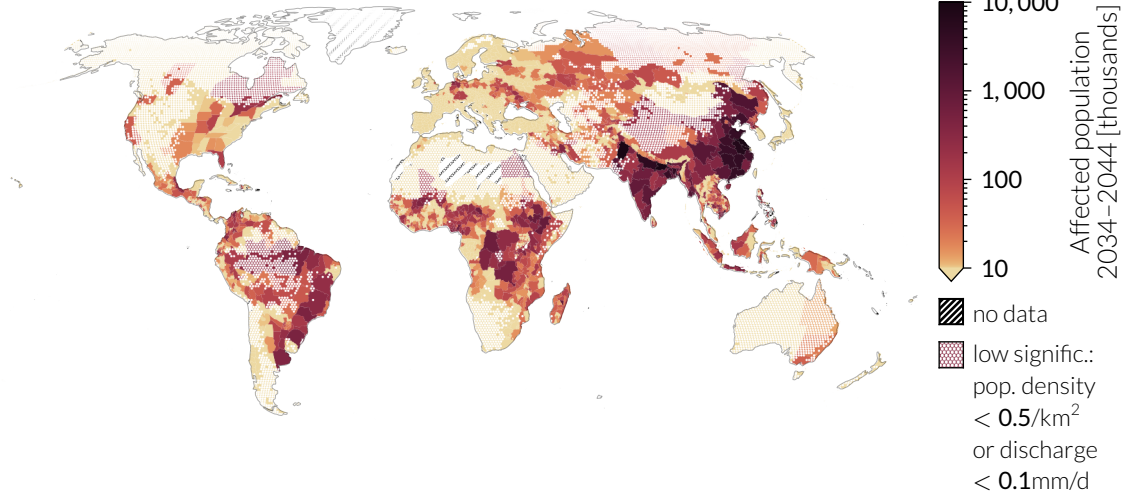 10,000
1,000
100
10
Affected population
2034–2044 [thousands]
no data
low signific.:
pop. density
< 0.5/km²
or discharge
< 0.1mm/d